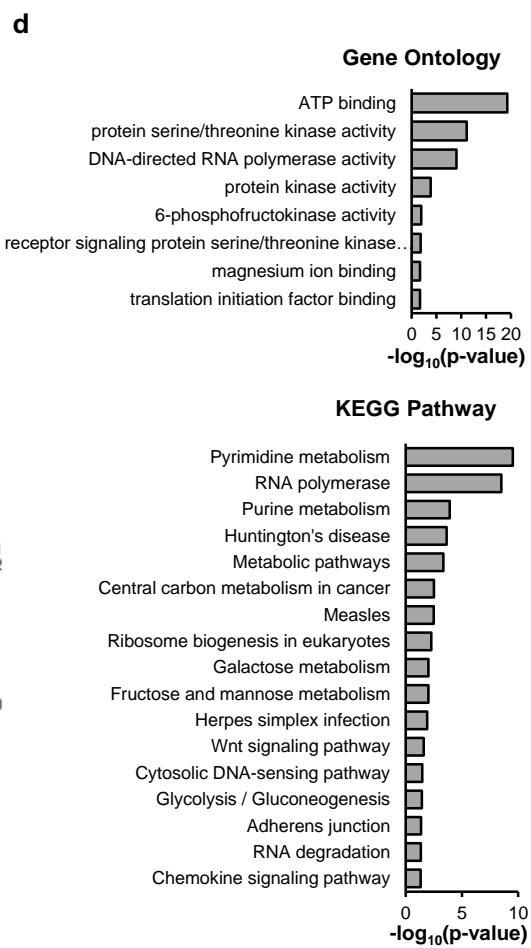 d
Gene Ontology
ATP binding
protein serine/threonine kinase activity
DNA-directed RNA polymerase activity
protein kinase activity
6-phosphofructokinase activity
receptor signaling protein serine/threonine kinase…
magnesium ion binding
translation initiation factor binding
0 5 10 15 20
-log10(p-value)
KEGG Pathway
Pyrimidine metabolism
RNA polymerase
Purine metabolism
Huntington's disease
Metabolic pathways
Central carbon metabolism in cancer
Measles
Ribosome biogenesis in eukaryotes
Galactose metabolism
Fructose and mannose metabolism
Herpes simplex infection
Wnt signaling pathway
Cytosolic DNA-sensing pathway
Glycolysis / Gluconeogenesis
Adherens junction
RNA degradation
Chemokine signaling pathway
0 5 10
-log10(p-value)